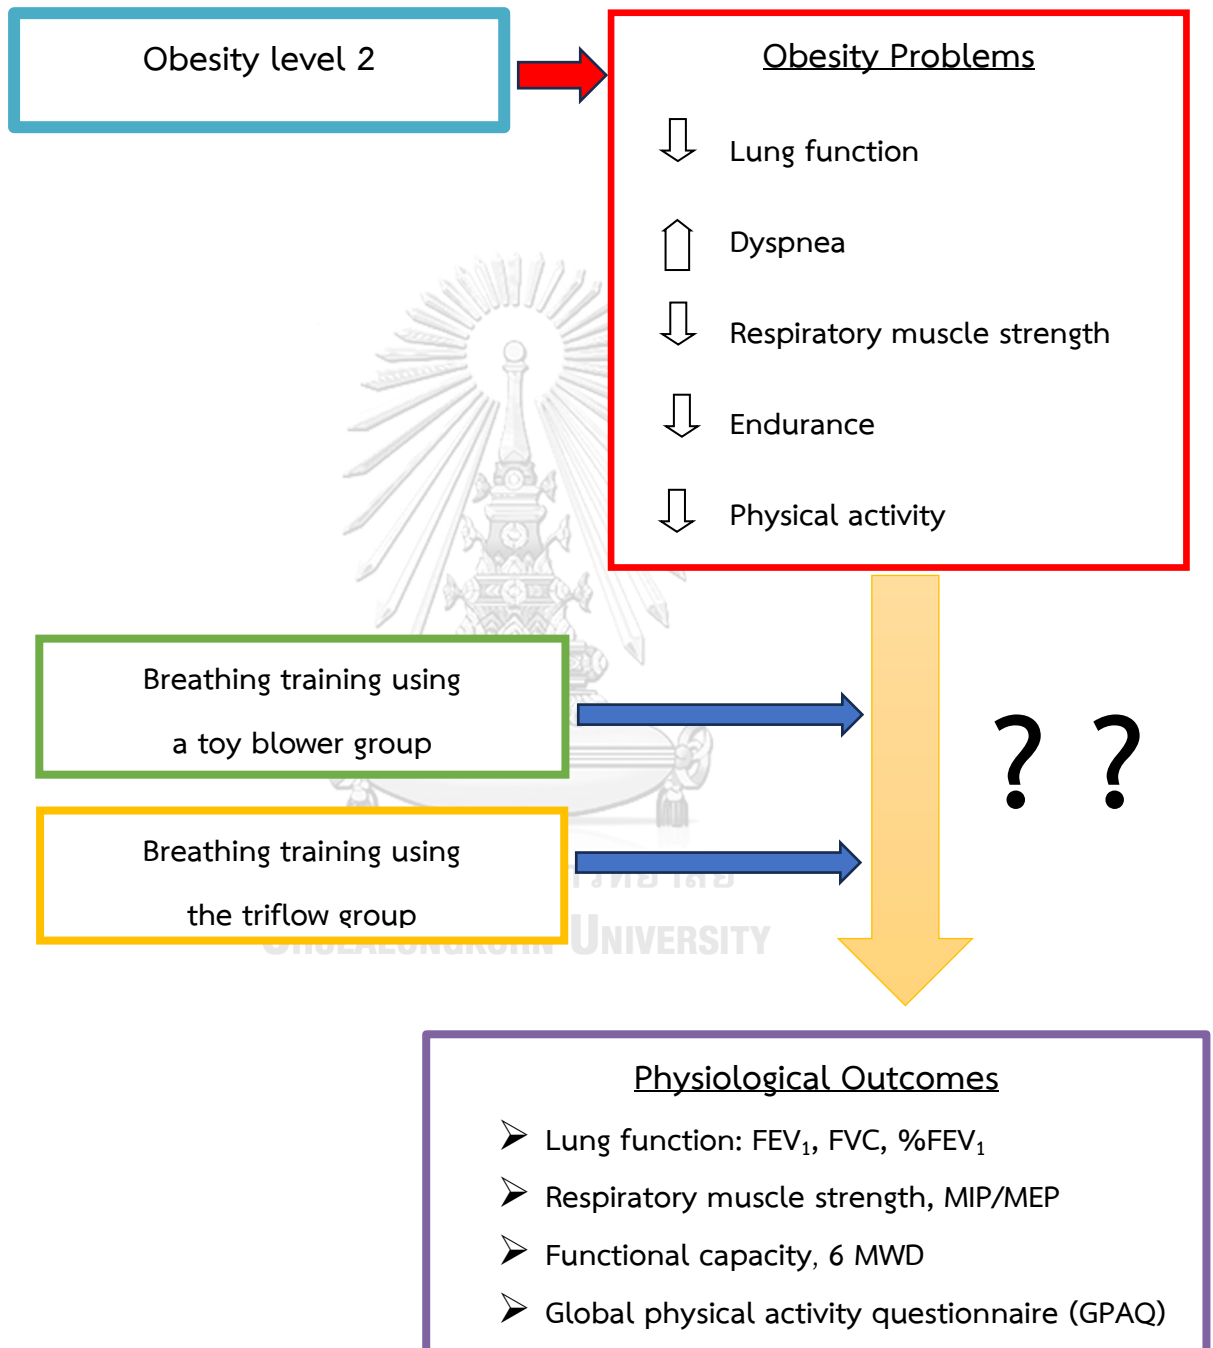 Obesity level 2
Obesity Problems
Lung function
Dyspnea
Respiratory muscle strength
Endurance
Physical activity
Breathing training using
a toy blower group
? ?
Breathing training using
the triflow group
UNIVERSITY
Physiological Outcomes
➢ Lung function: FEV₁, FVC, %FEV₁
➢ Respiratory muscle strength, MIP/MEP
➢ Functional capacity, 6 MWD
➢ Global physical activity questionnaire (GPAQ)